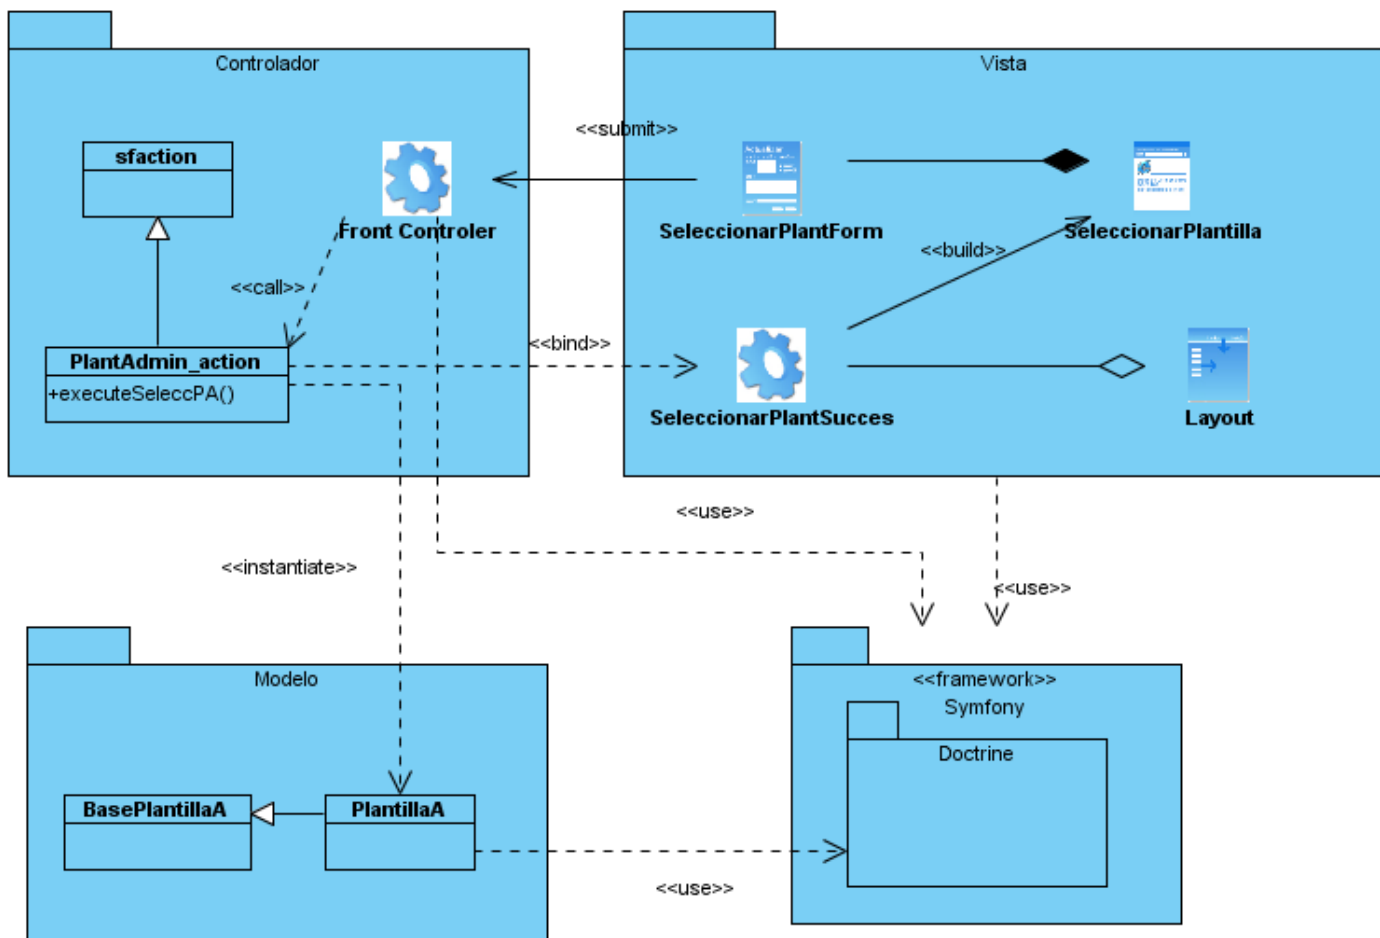 Controlador
Vista
<<submit>>
sfaction
Front Controler
SeleccionarPlantForm
SeleccionarPlantilla
<<build>>
<<call>>
<<bind>>
PlantAdmin_action
+executeSeleccPA()
SeleccionarPlantSucces
Layout
<<use>>
<<instantiate>>
<<use>>
Modelo
<<framework>>
Symfony
Doctrine
BasePlantillaA
PlantillaA
<<use>>